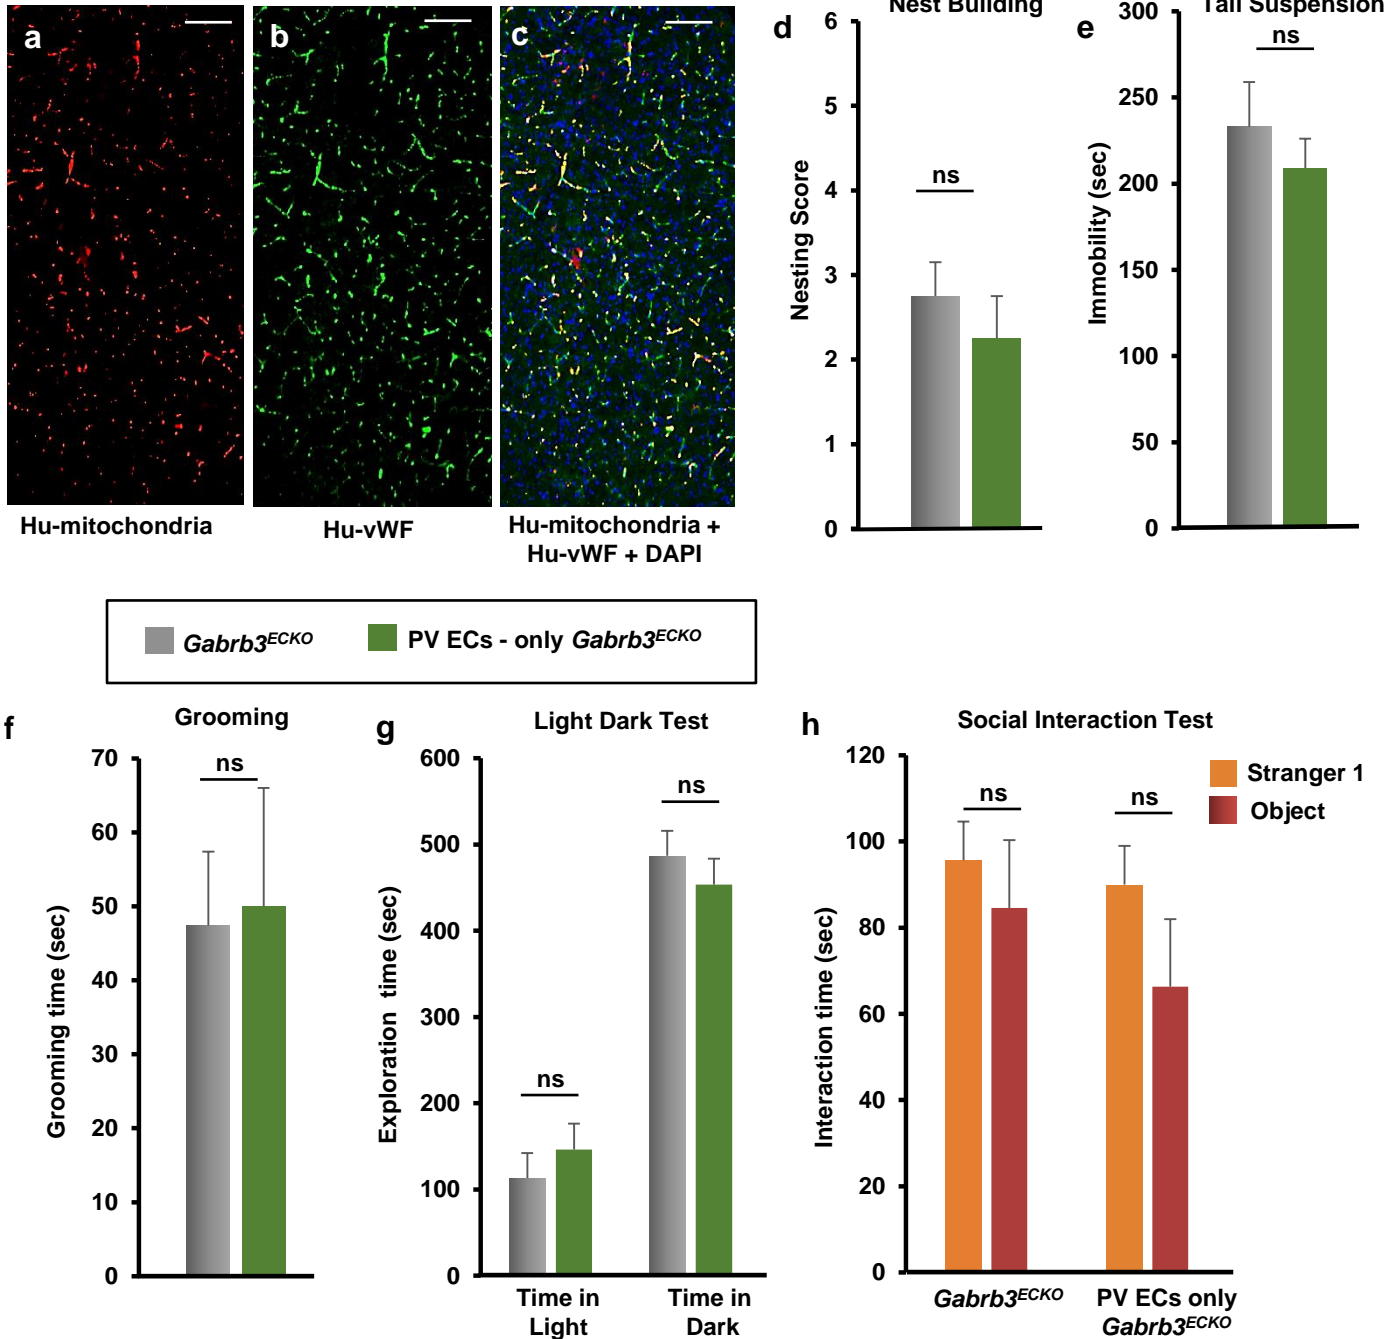 a
b
c
Hu-mitochondria
Hu-vWF
Hu-mitochondria +
Hu-vWF + DAPI
d
Nest Building
Nesting Score
6
5
4
3
2
1
0
ns
e
Tail Suspension
Immobility (sec)
300
250
200
150
100
50
0
ns
Gabrb3ECKO
PV ECs - only Gabrb3ECKO
f
Grooming
Grooming time (sec)
70
60
50
40
30
20
10
0
ns
g
Light Dark Test
Exploration time (sec)
600
500
400
300
200
100
0
ns
ns
Time in
Light
Time in
Dark
h
Social Interaction Test
Interaction time (sec)
120
100
80
60
40
20
0
ns
ns
Stranger 1
Object
Gabrb3ECKO
PV ECs only
Gabrb3ECKO